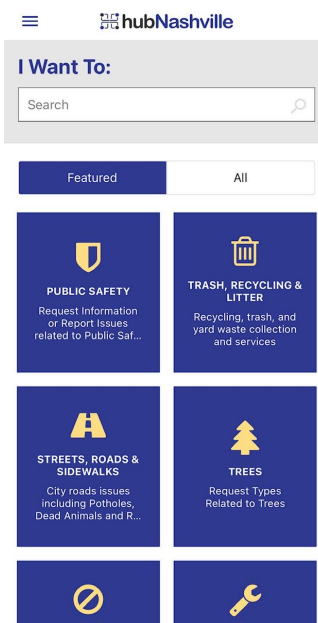 hubNashville
I Want To:
Search
Featured
All
PUBLIC SAFETY
Request Information
or Report Issues
related to Public Saf...
TRASH, RECYCLING &
LITTER
Recycling, trash, and
yard waste collection
and services
STREETS, ROADS &
SIDEWALKS
City roads issues
including Potholes,
Dead Animals and R...
TREES
Request Types
Related to Trees